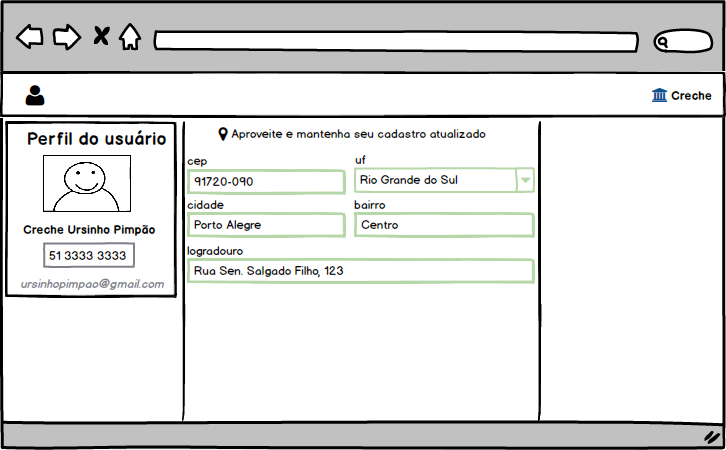 Creche
Perfil do usuário
Creche Ursinho Pimpão
51 3333 3333
ursinhopimpao@gmail.com
Aproveite e mantenha seu cadastro atualizado
cep
uf
91720-090
Rio Grande do Sul
cidade
bairro
Porto Alegre
Centro
logradouro
Rua Sen. Salgado Filho, 123